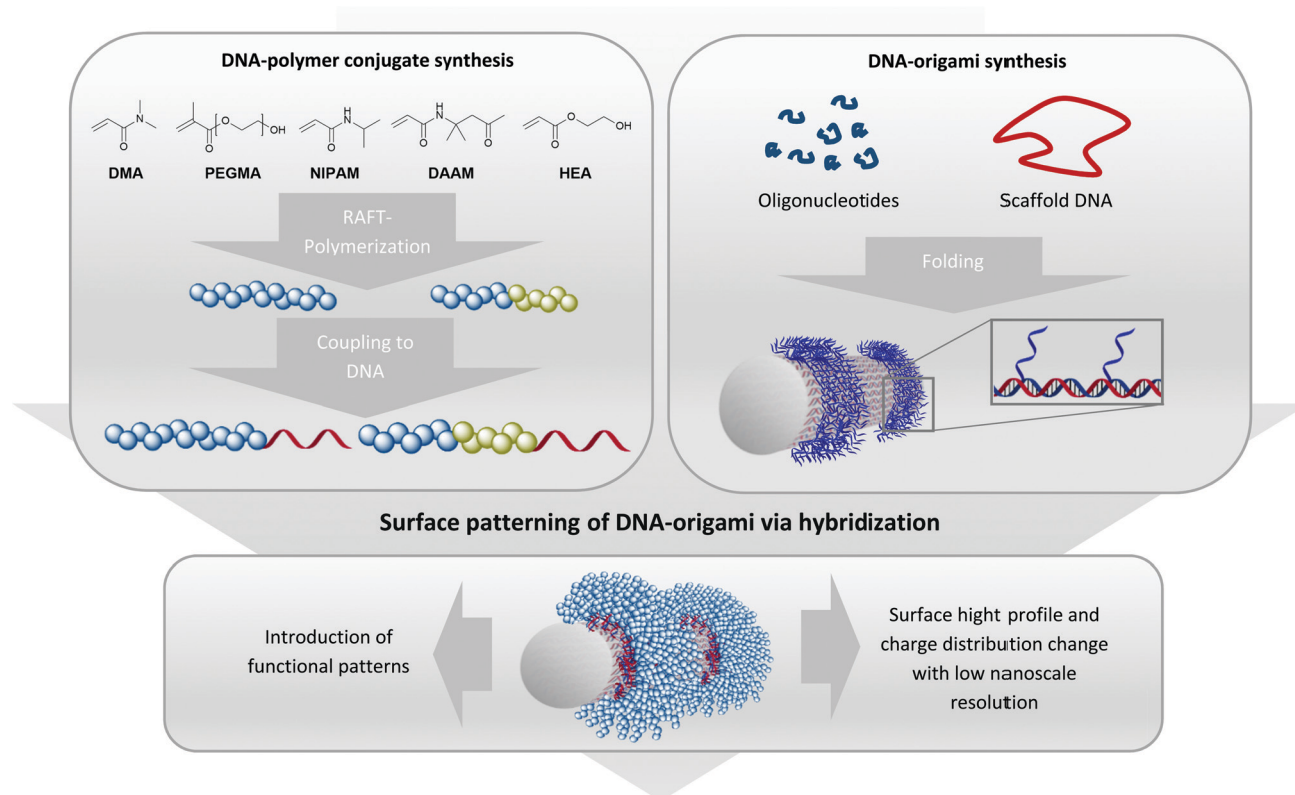 DNA-polymer conjugate synthesis
N
O
O
O
OH
H
N
O
H
N
O
O
O
O
OH
DMA
PEGMA
NIPAM
DAAM
HEA
RAFT-
Polymerization
Coupling to
DNA
DNA-origami synthesis
Oligonucleotides
Scaffold DNA
Folding
Surface patterning of DNA-origami via hybridization
Introduction of
functional patterns
Surface hight profile and
charge distribution change
with low nanoscale
resolution